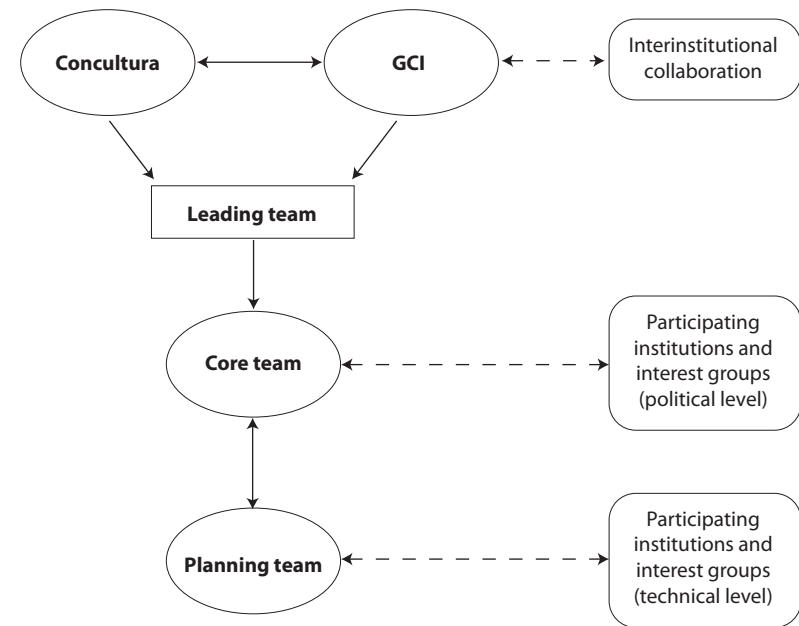 Concultura
GCI
Interinstitutional
collaboration
Leading team
Core team
Participating
institutions and
interest groups
(political level)
Planning team
Participating
institutions and
interest groups
(technical level)